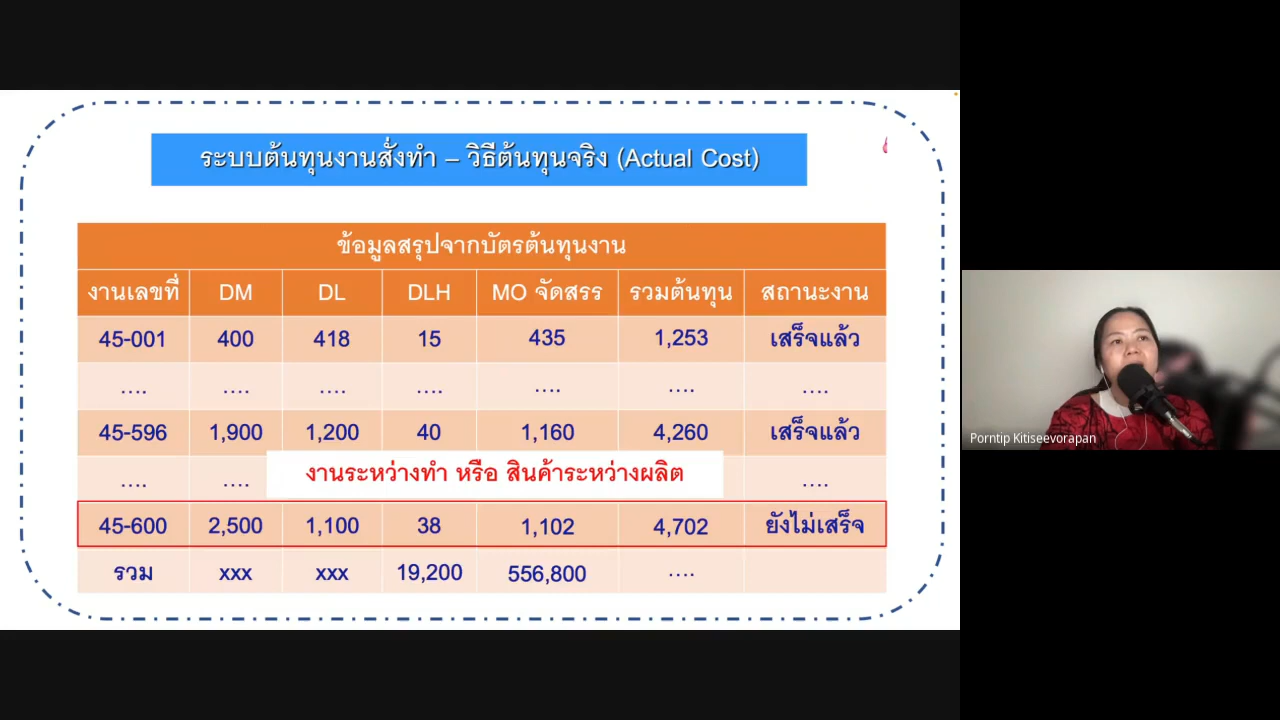 ระบบต้นทุนงานสั่งทำ – วิธีต้นทุนจริง (Actual Cost)
ข้อมูลสรุปจากบัตรต้นทุนงาน
งานเลขที่ DM DL DLH MO จัดสรร รวมต้นทุน สถานะงาน
45-001 400 418 15 435 1,253 เสร็จแล้ว
.... .... .... .... .... .... ....
45-596 1,900 1,200 40 1,160 4,260 เสร็จแล้ว
.... .... งานระหว่างทำ หรือ สินค้าระหว่างผลิต ....
45-600 2,500 1,100 38 1,102 4,702 ยังไม่เสร็จ
รวม xxx xxx 19,200 556,800 ....
Porntip Kitiseevorapan